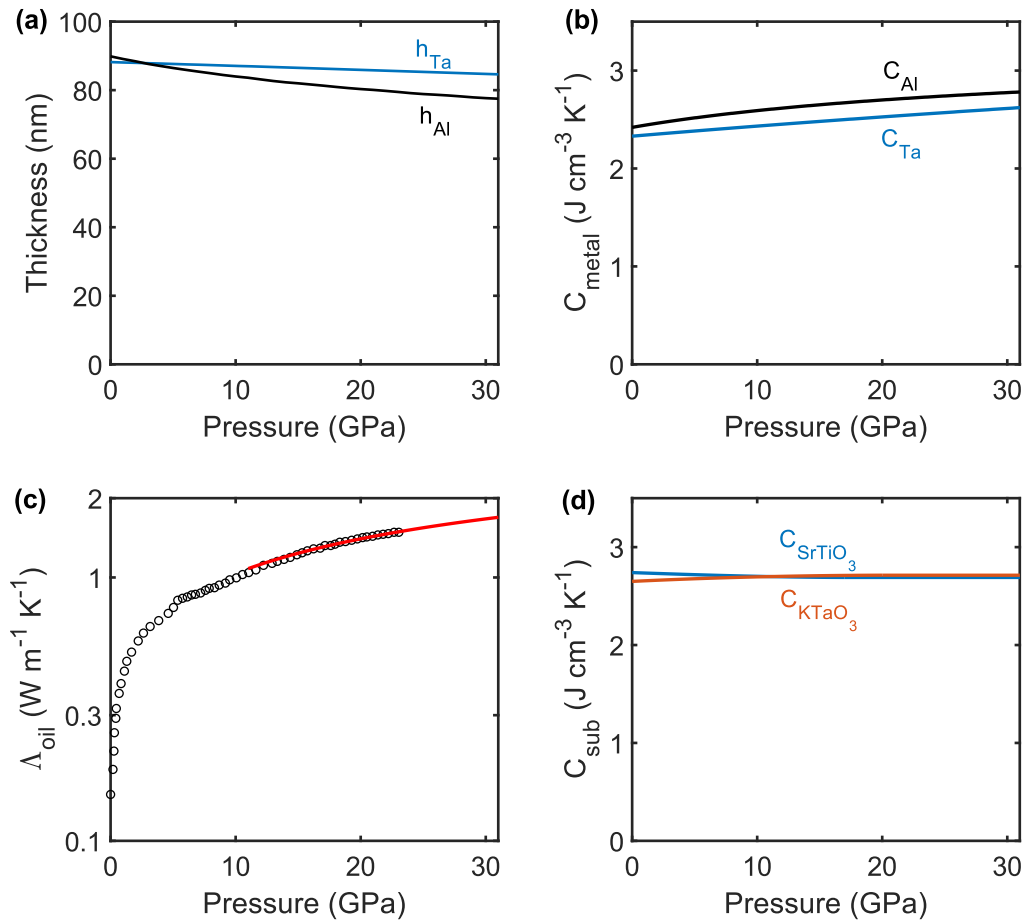 (a)
100
80
60
40
20
0
Thickness (nm)
h_Ta
h_Al
0 10 20 30
Pressure (GPa)
(b)
3
2
1
0
C_metal (J cm^-3 K^-1)
C_Al
C_Ta
0 10 20 30
Pressure (GPa)
(c)
2
1
0.3
0.1
Λ_oil (W m^-1 K^-1)
0 10 20 30
Pressure (GPa)
(d)
3
2
1
0
C_sub (J cm^-3 K^-1)
C_SrTiO_3
C_KTaO_3
0 10 20 30
Pressure (GPa)